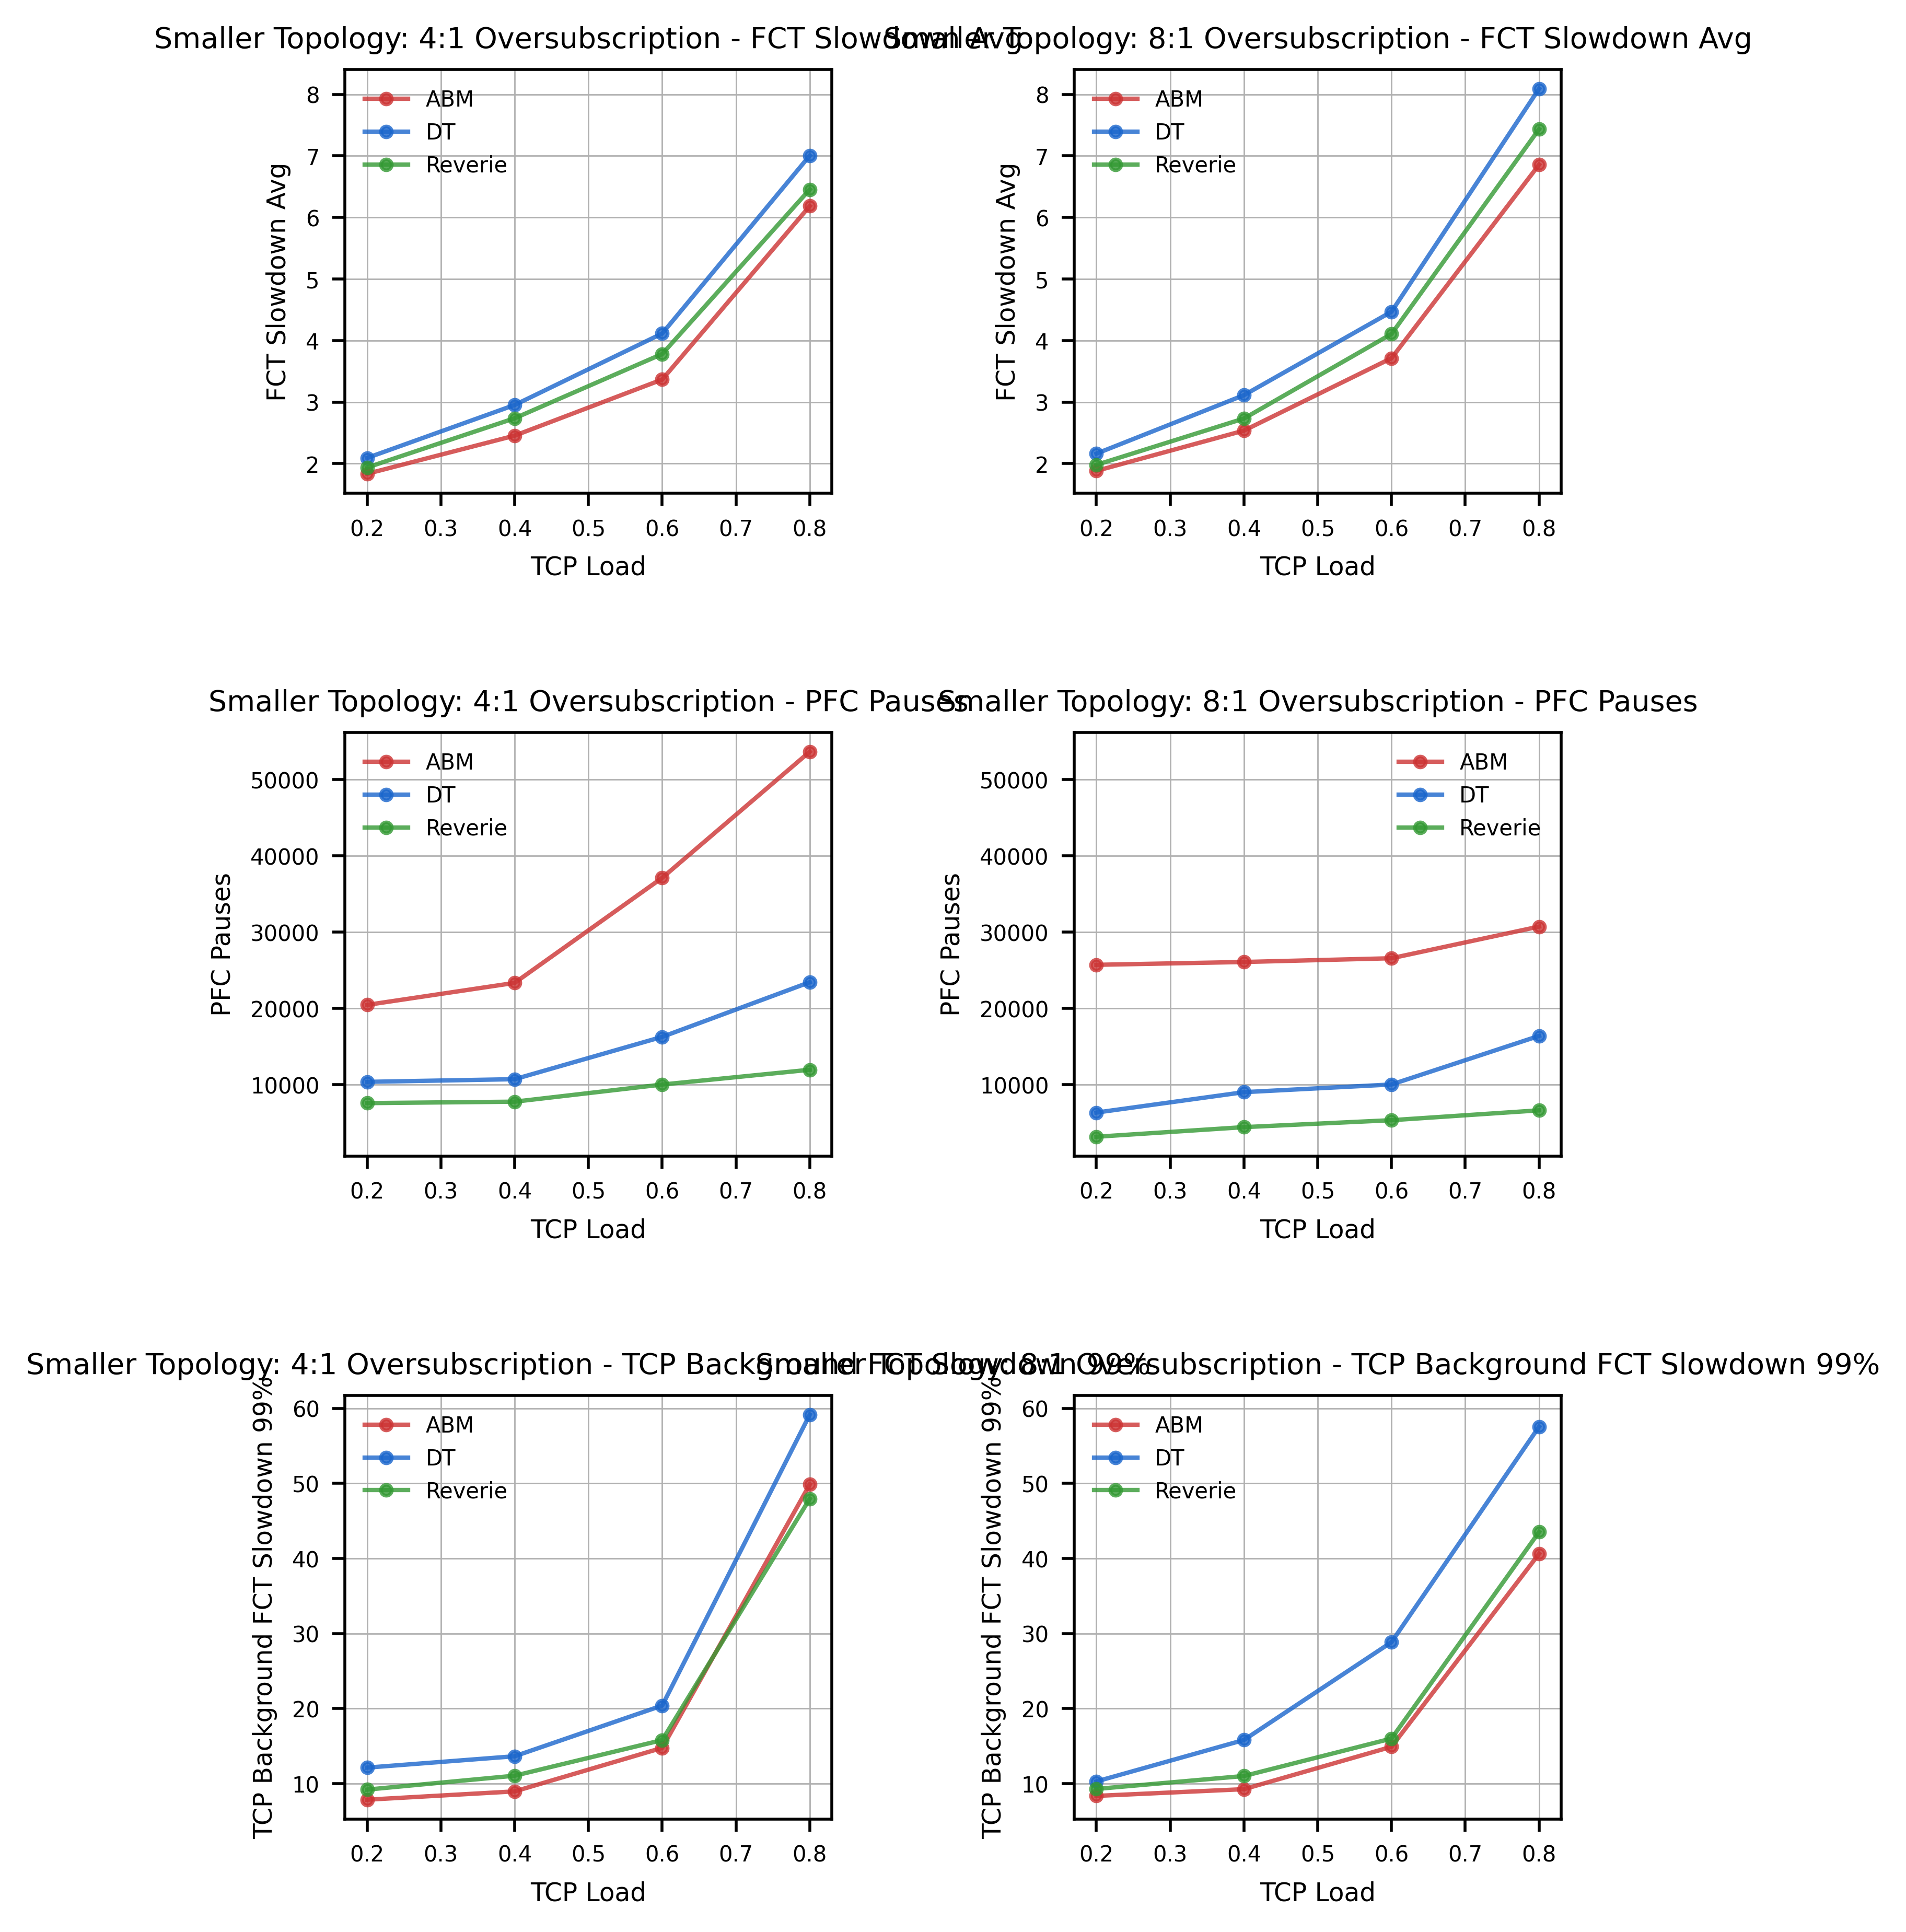 Smaller Topology: 4:1 Oversubscription - FCT Slowdown Avg
8
7
6
5
4
3
2
FCT Slowdown Avg
ABM
DT
Reverie
0.2 0.3 0.4 0.5 0.6 0.7 0.8
TCP Load
Smaller Topology: 8:1 Oversubscription - FCT Slowdown Avg
8
7
6
5
4
3
2
FCT Slowdown Avg
ABM
DT
Reverie
0.2 0.3 0.4 0.5 0.6 0.7 0.8
TCP Load
Smaller Topology: 4:1 Oversubscription - PFC Pauses
50000
40000
30000
20000
10000
PFC Pauses
ABM
DT
Reverie
0.2 0.3 0.4 0.5 0.6 0.7 0.8
TCP Load
Smaller Topology: 8:1 Oversubscription - PFC Pauses
50000
40000
30000
20000
10000
PFC Pauses
ABM
DT
Reverie
0.2 0.3 0.4 0.5 0.6 0.7 0.8
TCP Load
Smaller Topology: 4:1 Oversubscription - TCP Background FCT Slowdown 99%
60
50
40
30
20
10
TCP Background FCT Slowdown 99%
ABM
DT
Reverie
0.2 0.3 0.4 0.5 0.6 0.7 0.8
TCP Load
Smaller Topology: 8:1 Oversubscription - TCP Background FCT Slowdown 99%
60
50
40
30
20
10
TCP Background FCT Slowdown 99%
ABM
DT
Reverie
0.2 0.3 0.4 0.5 0.6 0.7 0.8
TCP Load